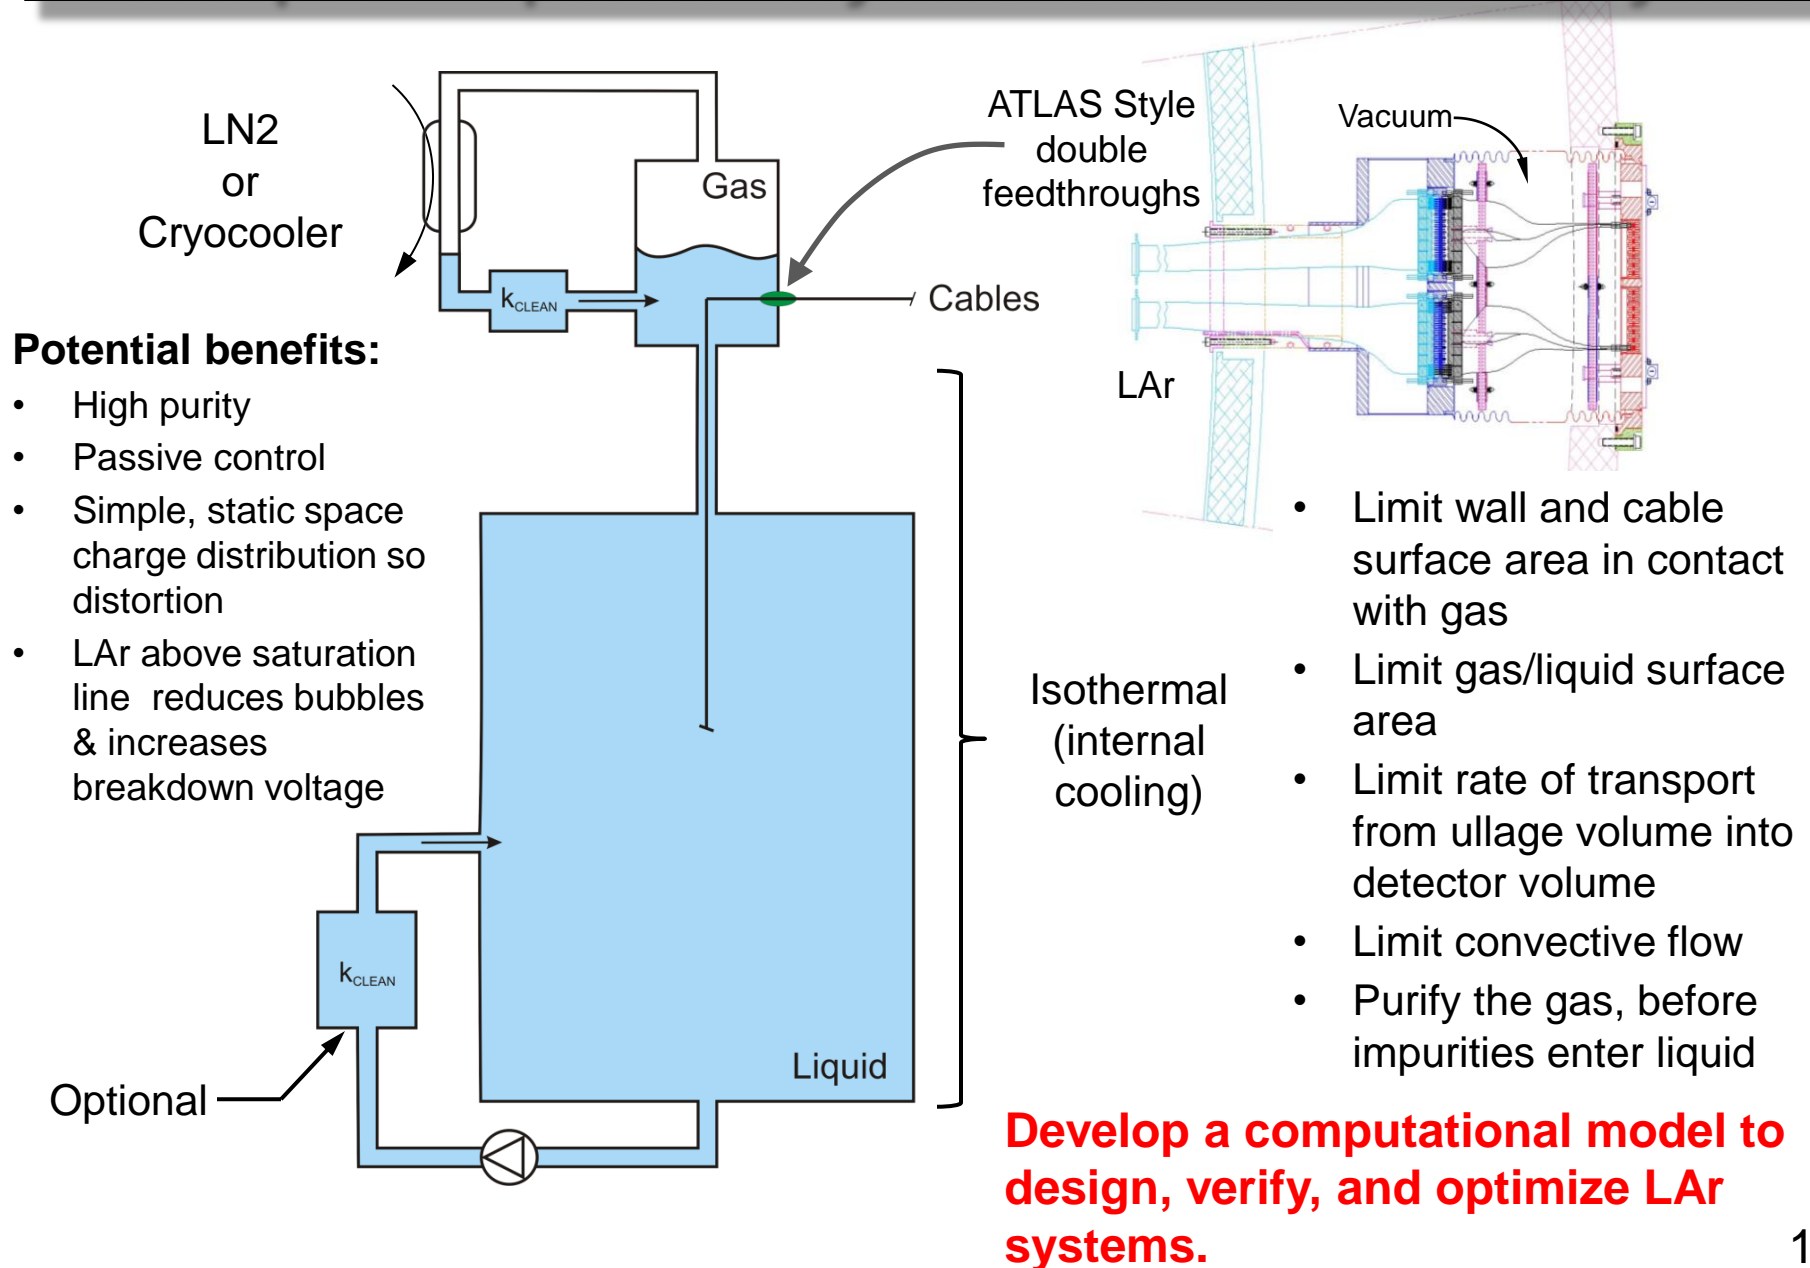 LN2
or
Cryocooler
Gas
k_CLEAN
ATLAS Style
double
feedthroughs
Cables
Vacuum
LAr
Potential benefits:
• High purity
• Passive control
• Simple, static space
charge distribution so
distortion
• LAr above saturation
line reduces bubbles
& increases
breakdown voltage
Isothermal
(internal
cooling)
k_CLEAN
Optional
Liquid
• Limit wall and cable
surface area in contact
with gas
• Limit gas/liquid surface
area
• Limit rate of transport
from ullage volume into
detector volume
• Limit convective flow
• Purify the gas, before
impurities enter liquid
Develop a computational model to
design, verify, and optimize LAr
systems.
1